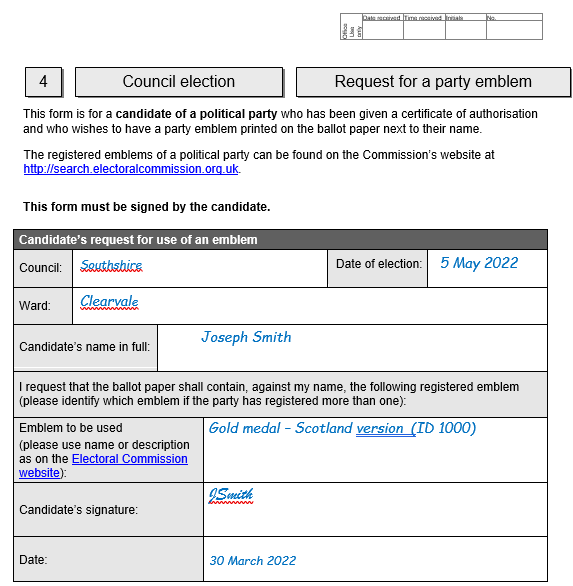 Office Use only
Date received Time received Initials No.
4 Council election Request for a party emblem
This form is for a candidate of a political party who has been given a certificate of authorisation
and who wishes to have a party emblem printed on the ballot paper next to their name.
The registered emblems of a political party can be found on the Commission's website at
http://search.electoralcommission.org.uk.
This form must be signed by the candidate.
Candidate's request for use of an emblem
Council: Southshire Date of election: 5 May 2022
Ward: Clearvale
Candidate's name in full: Joseph Smith
I request that the ballot paper shall contain, against my name, the following registered emblem
(please identify which emblem if the party has registered more than one):
Emblem to be used
(please use name or description
as on the Electoral Commission
website):
Gold medal – Scotland version (ID 1000)
Candidate's signature: JSmith
Date: 30 March 2022